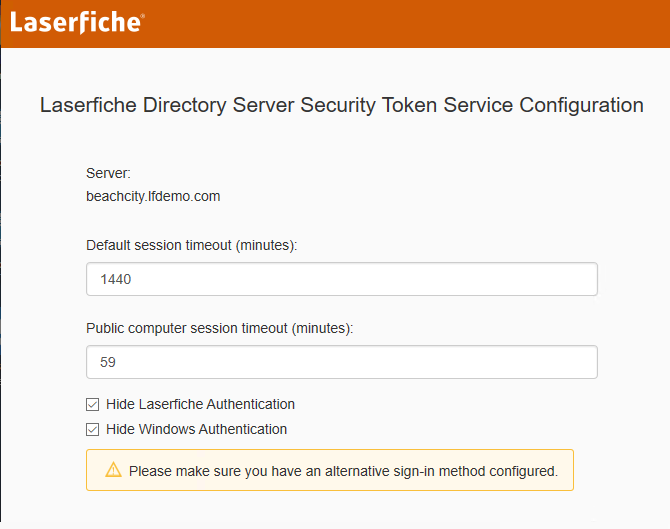 Laserfiche®
Laserfiche Directory Server Security Token Service Configuration
Server:
beachcity.lfdemo.com
Default session timeout (minutes):
1440
Public computer session timeout (minutes):
59
Hide Laserfiche Authentication
Hide Windows Authentication
Please make sure you have an alternative sign-in method configured.